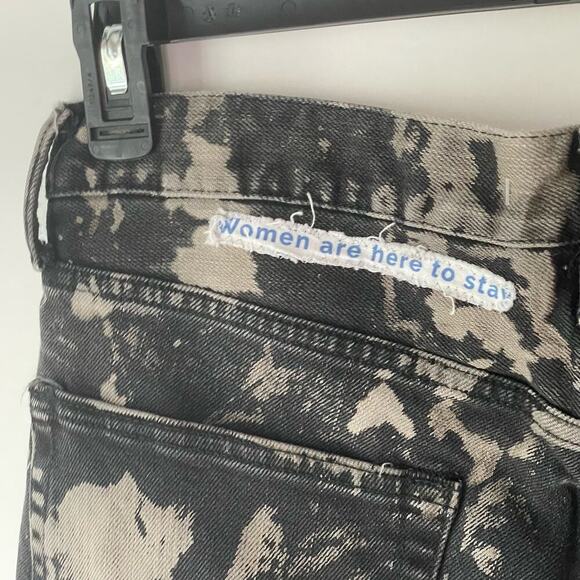 Women are here to stay